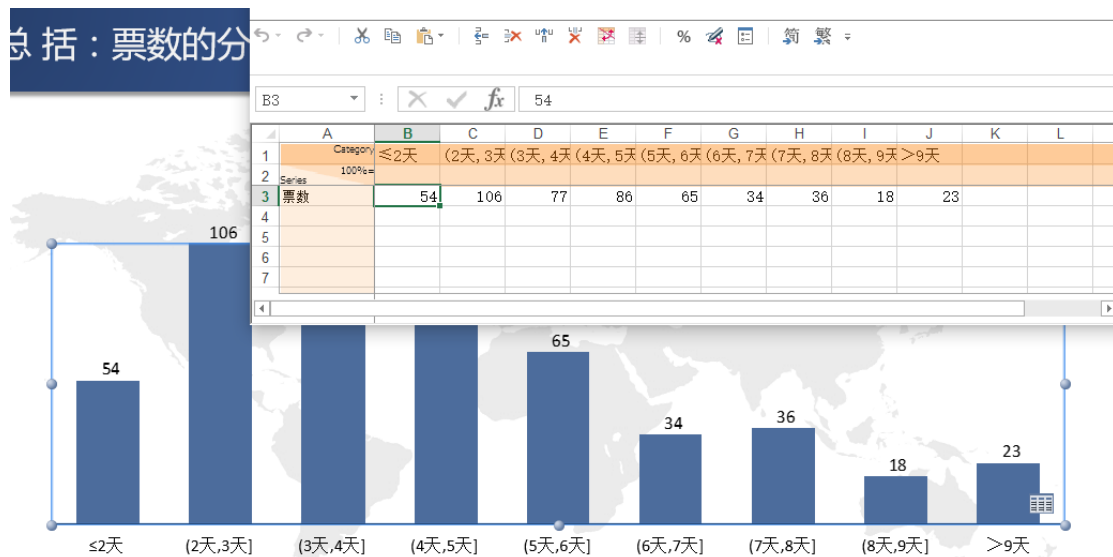 总 括：票数的分
%
简 繁
B3
fx
54
A B C D E F G H I J K L
1 Category ≤2天 (2天, 3天 (3天, 4天 (4天, 5天 (5天, 6天 (6天, 7天 (7天, 8天 (8天, 9天 ＞9天
2 100%=
Series
3 票数 54 106 77 86 65 34 36 18 23
4
5
6
7
106
65
54
36
34
23
18
≤2天 (2天,3天] (3天,4天] (4天,5天] (5天,6天] (6天,7天] (7天,8天] (8天,9天] ＞9天